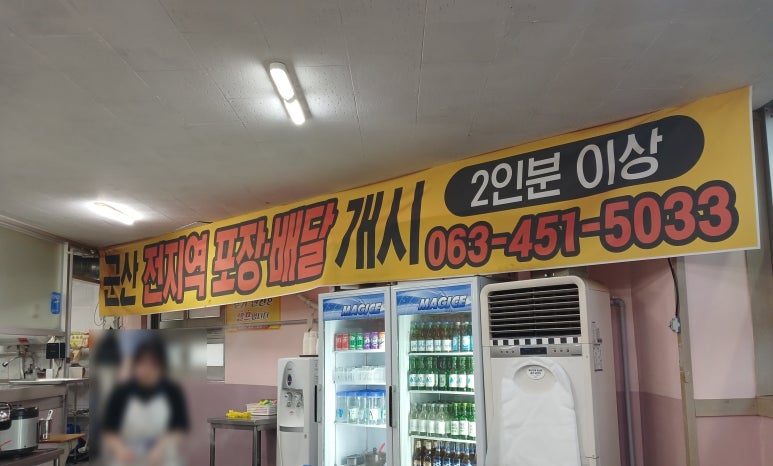 군산 전지역 포장·배달 개시
2인분 이상
063-451-5033
MAGICE
MAGICE